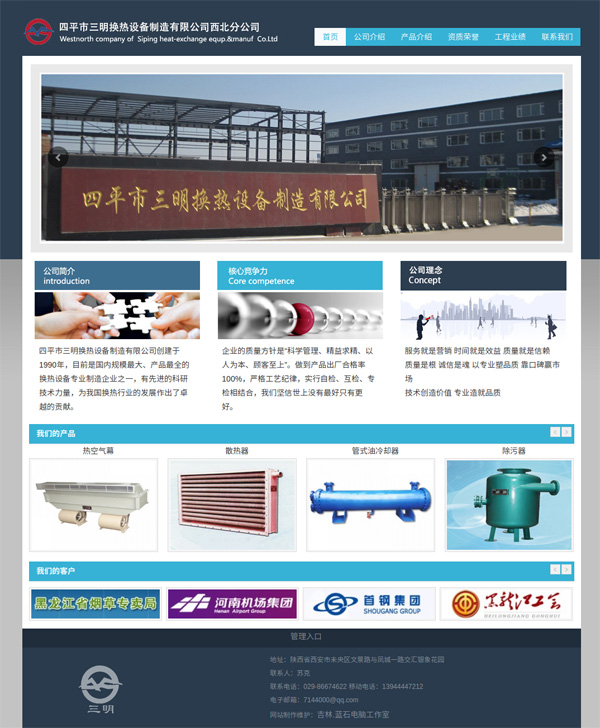 四平市三明换热设备制造有限公司西北分公司
Westnorth company of Siping heat-exchange equp.&manuf Co.Ltd
首页 公司介绍 产品介绍 资质荣誉 工程业绩 联系我们
四平市三明换热设备制造有限公司
公司简介
introduction
四平市三明换热设备制造有限公司创建于
1990年，目前是国内规模最大、产品最全的
换热设备专业制造企业之一，有先进的科研
技术力量，为我国换热行业的发展作出了卓
越的贡献。
核心竞争力
Core competence
企业的质量方针是“科学管理、精益求精、以
人为本、顾客至上”。做到产品出厂合格率
100%，严格工艺纪律，实行自检、互检、专
检相结合，我们坚信世上没有最好只有更
好。
公司理念
Concept
服务就是营销 时间就是效益 质量就是信赖
质量是根 诚信是魂 以专业塑品质 靠口碑赢市
场
技术创造价值 专业造就品质
我们的产品
热空气幕 散热器 管式油冷却器 除污器
我们的客户
黑龙江省烟草专卖局
河南机场集团
Henan Airport Group
首钢集团
SHOUGANG GROUP
黑龙江工会
HEILONGJIANG GONGHUI
管理入口
三明
地址：陕西省西安市未央区文景路与凤城一路交汇银象花园
联系人：苏克
联系电话：029-86674622 移动电话：13944447212
电子邮箱：7144000@qq.com
网站制作维护：吉林.蓝石电脑工作室